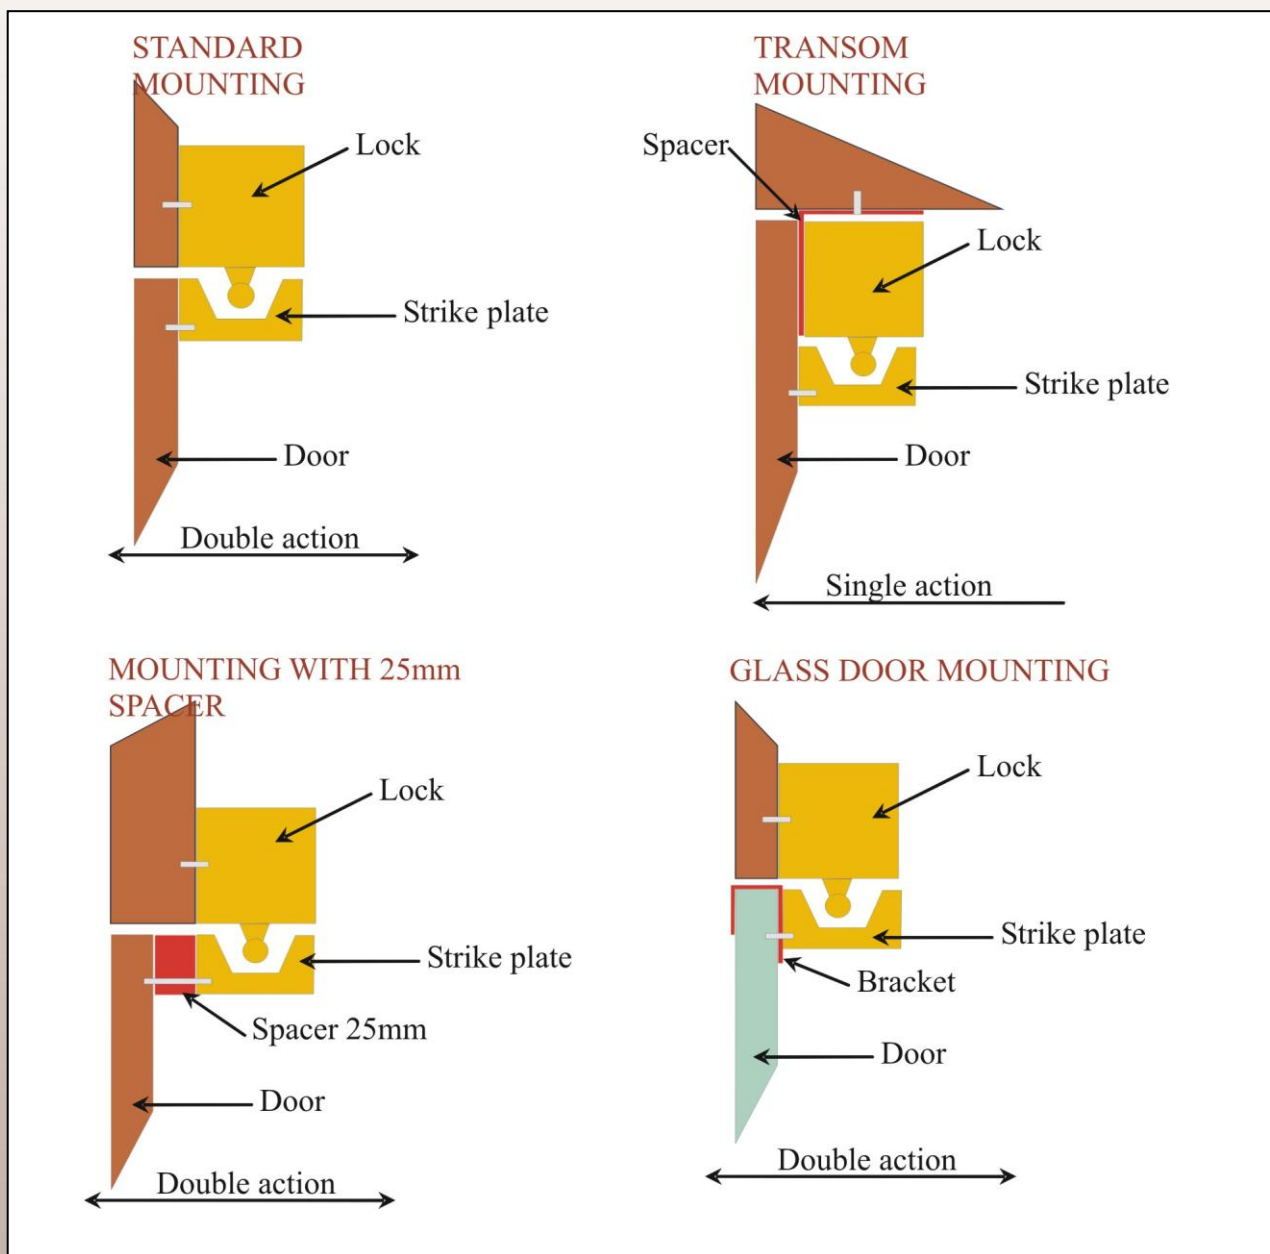 STANDARD
MOUNTING
Lock
Strike plate
Door
Double action
TRANSOM
MOUNTING
Spacer
Lock
Strike plate
Door
Single action
MOUNTING WITH 25mm
SPACER
Lock
Strike plate
Spacer 25mm
Door
Double action
GLASS DOOR MOUNTING
Lock
Strike plate
Bracket
Door
Double action